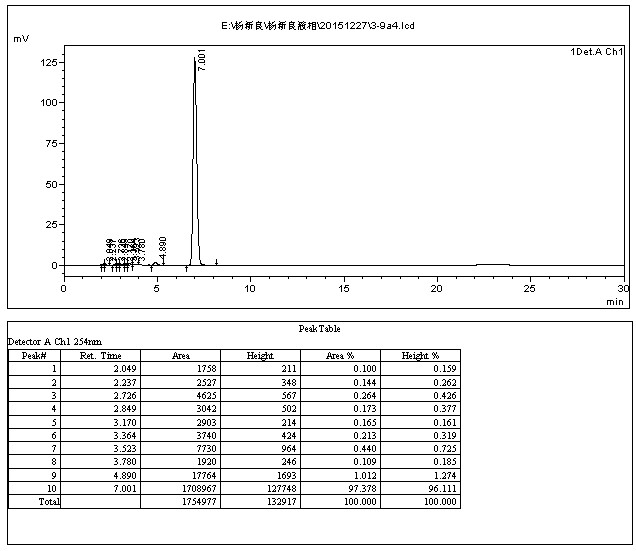 E:\杨新良\杨新良液相\20151227\3-9a4.lcd
mV
1Det.A Ch1
125
7.001
100
75
50
25
3.780
4.890
0
0 5 10 15 20 25 30
min
PeakTable
Detector A Ch1 254nm
Peak# Ret. Time Area Height Area % Height %
1 2.049 1758 211 0.100 0.159
2 2.237 2527 348 0.144 0.262
3 2.726 4625 567 0.264 0.426
4 2.849 3042 502 0.173 0.377
5 3.170 2903 214 0.165 0.161
6 3.364 3740 424 0.213 0.319
7 3.523 7730 964 0.440 0.725
8 3.780 1920 246 0.109 0.185
9 4.890 17764 1693 1.012 1.274
10 7.001 1708967 127748 97.378 96.111
Total 1754977 132917 100.000 100.000